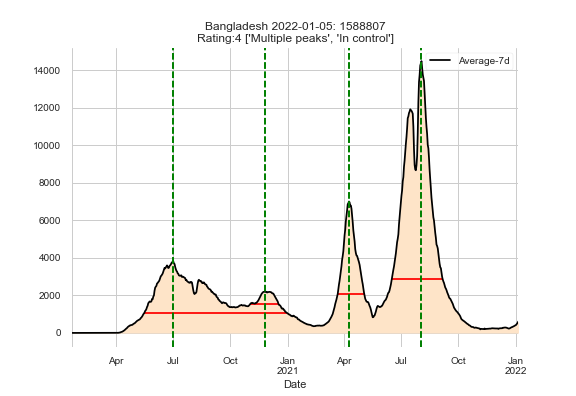 Bangladesh 2022-01-05: 1588807
Rating:4 ['Multiple peaks', 'In control']
Average-7d
14000
12000
10000
8000
6000
4000
2000
0
Apr Jul Oct Jan Apr Jul Oct Jan
2021 2022
Date